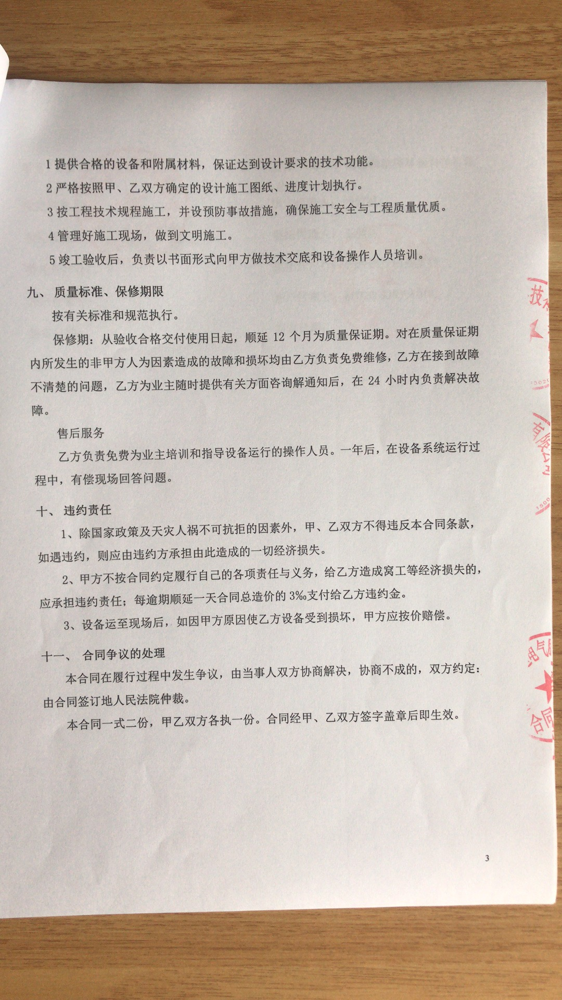 1 提供合格的设备和附属材料，保证达到设计要求的技术功能。
2 严格按照甲、乙双方确定的设计施工图纸、进度计划执行。
3 按工程技术规程施工，并设预防事故措施，确保施工安全与工程质量优质。
4 管理好施工现场，做到文明施工。
5 竣工验收后，负责以书面形式向甲方做技术交底和设备操作人员培训。
九、 质量标准、保修期限
按有关标准和规范执行。
保修期：从验收合格交付使用日起，顺延 12 个月为质量保证期。对在质量保证期
内所发生的非甲方人为因素造成的故障和损坏均由乙方负责免费维修，乙方在接到故障
不清楚的问题，乙方为业主随时提供有关方面咨询解通知后，在 24 小时内负责解决故
障。
售后服务
乙方负责免费为业主培训和指导设备运行的操作人员。一年后，在设备系统运行过
程中，有偿现场回答问题。
十、 违约责任
1、除国家政策及天灾人祸不可抗拒的因素外，甲、乙双方不得违反本合同条款，
如遇违约，则应由违约方承担由此造成的一切经济损失。
2、甲方不按合同约定履行自己的各项责任与义务，给乙方造成窝工等经济损失的，
应承担违约责任；每逾期顺延一天合同总造价的 3‰支付给乙方违约金。
3、设备运至现场后，如因甲方原因使乙方设备受到损坏，甲方应按价赔偿。
十一、 合同争议的处理
本合同在履行过程中发生争议，由当事人双方协商解决，协商不成的，双方约定：
由合同签订地人民法院仲裁。
本合同一式二份，甲乙双方各执一份。合同经甲、乙双方签字盖章后即生效。
技
15020
有限公
1500
气
合同
3